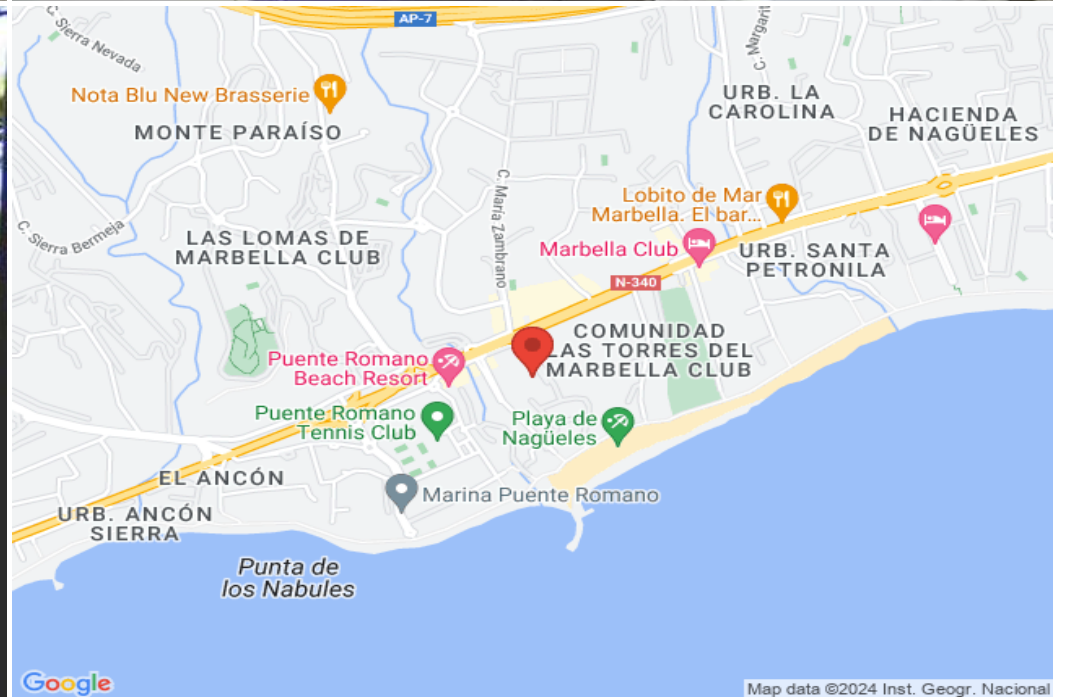 AP-7
C. Sierra Nevada
Nota Blu New Brasserie
MONTE PARAÍSO
C. Margarit
URB. LA
CAROLINA
HACIENDA
DE NAGÜELES
C. María Zambrano
Lobito de Mar
Marbella. El bar...
C. Sierra Bermeja
LAS LOMAS DE
MARBELLA CLUB
Marbella Club
URB. SANTA
PETRONILA
N-340
COMUNIDAD
LAS TORRES DEL
MARBELLA CLUB
Puente Romano
Beach Resort
Puente Romano
Tennis Club
Playa de
Nagüeles
EL ANCÓN
Marina Puente Romano
URB. ANCÓN
SIERRA
Punta de
los Nabules
Google
Map data ©2024 Inst. Geogr. Nacional